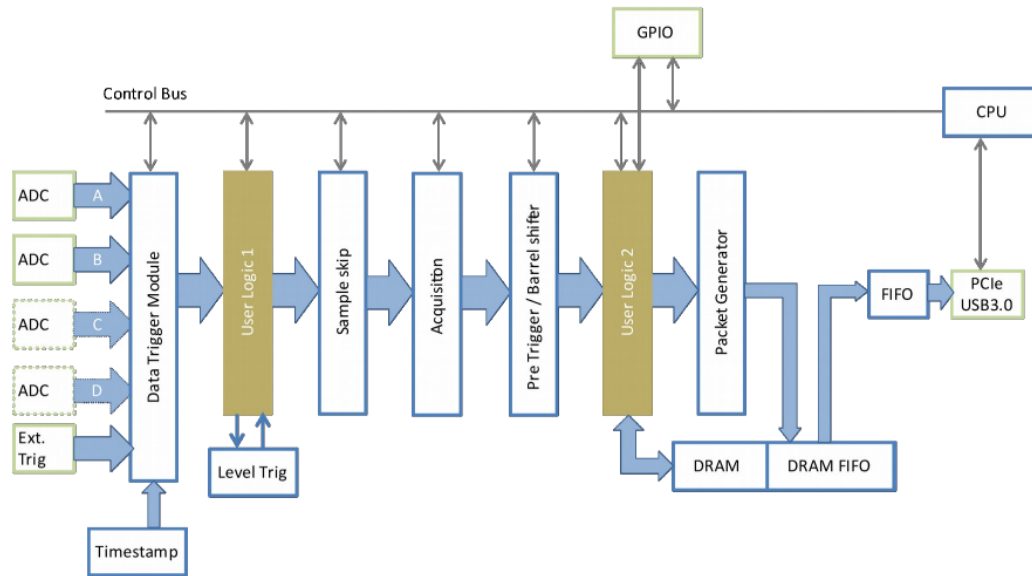 GPIO
Control Bus
CPU
ADC
A
ADC
B
ADC
C
ADC
D
Ext.
Trig
Data Trigger Module
User Logic 1
Sample skip
Acquisition
Pre Trigger / Barrel shifter
User Logic 2
Packet Generator
FIFO
PCIe
USB3.0
Level Trig
DRAM
DRAM FIFO
Timestamp